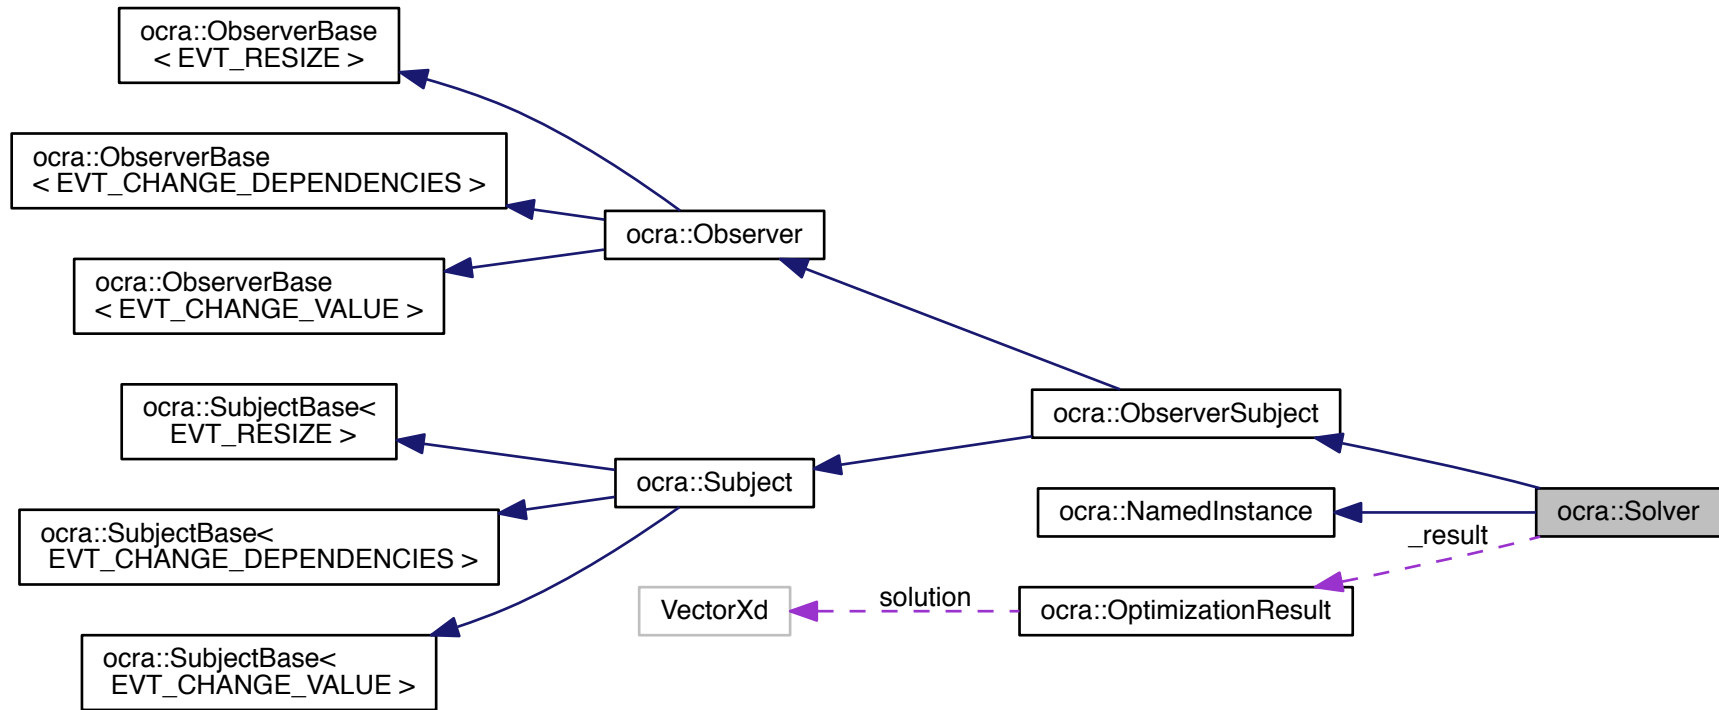 ocra::ObserverBase
< EVT_RESIZE >
ocra::ObserverBase
< EVT_CHANGE_DEPENDENCIES >
ocra::Observer
ocra::ObserverBase
< EVT_CHANGE_VALUE >
ocra::SubjectBase<
EVT_RESIZE >
ocra::ObserverSubject
ocra::Subject
ocra::NamedInstance
ocra::Solver
ocra::SubjectBase<
EVT_CHANGE_DEPENDENCIES >
_result
solution
VectorXd
ocra::OptimizationResult
ocra::SubjectBase<
EVT_CHANGE_VALUE >